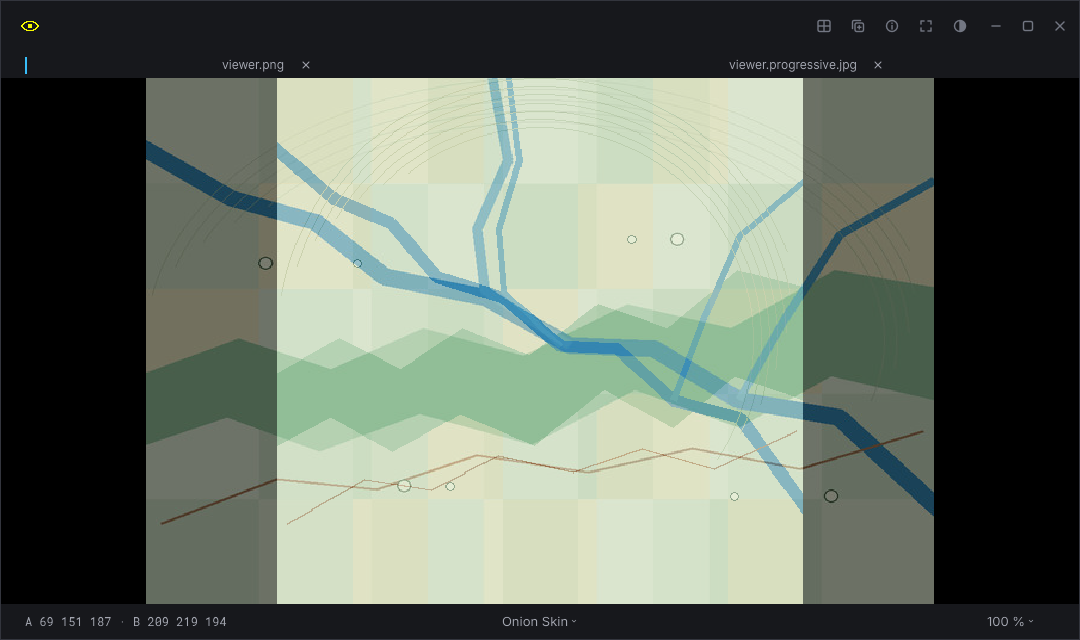 viewer.png
viewer.progressive.jpg
A 69 151 187 · B 209 219 194
Onion Skin
100 %